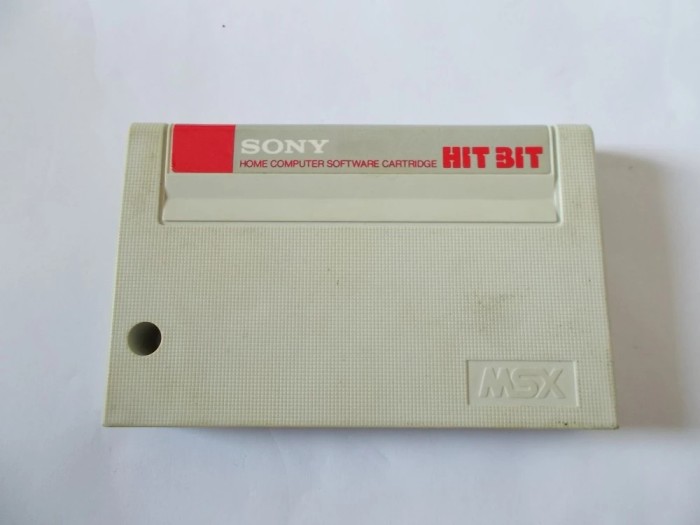 SONY
HOME COMPUTER SOFTWARE CARTRIDGE HIT BIT
MSX